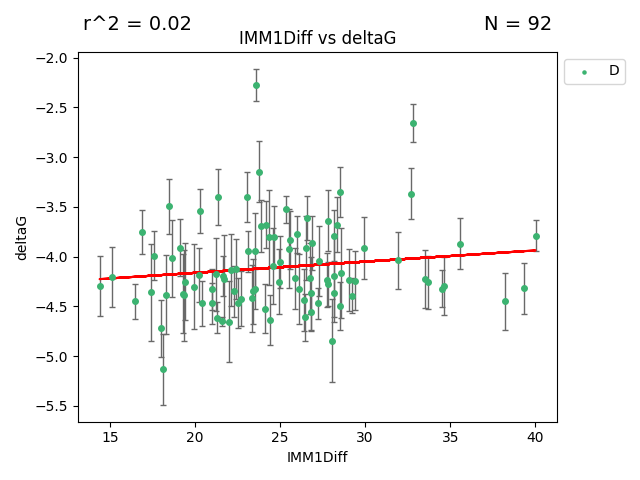 r^2 = 0.02
N = 92
IMM1Diff vs deltaG
D
−2.0
−2.5
−3.0
−3.5
−4.0
−4.5
−5.0
−5.5
deltaG
15 20 25 30 35 40
IMM1Diff